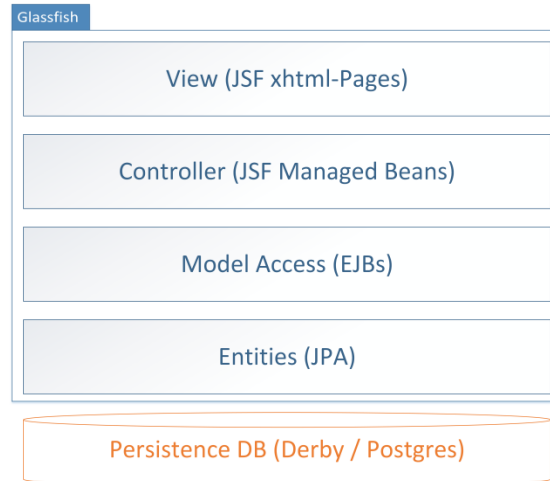 Glassfish
View (JSF xhtml-Pages)
Controller (JSF Managed Beans)
Model Access (EJBs)
Entities (JPA)
Persistence DB (Derby / Postgres)